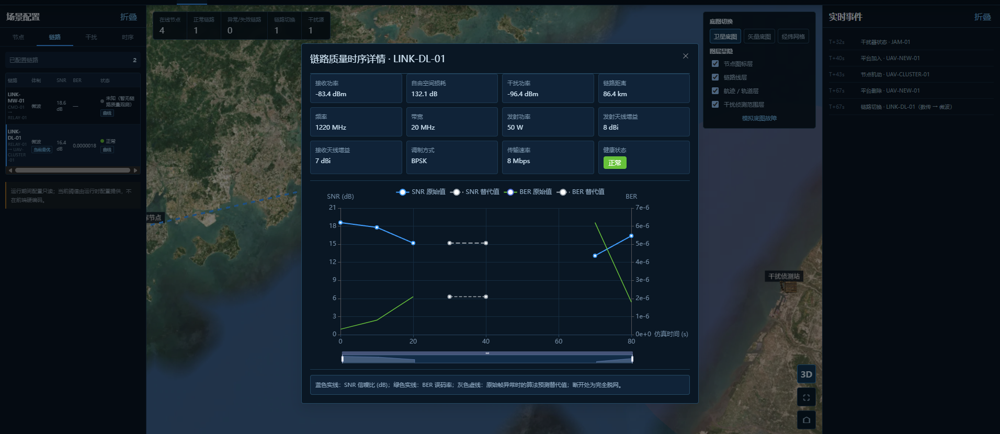 场景配置
折叠
节点
链路
干扰
时序
已配置链路
2
链路
体制
SNR
BER
状态
LINK-MW-01
CMD-01 → RELAY-01
微波
18.6 dB
—
未知（暂无链路质量观测）
曲线
LINK-DL-01
RELAY-01 → UAV-CLUSTER-01
微波
当前最优
16.4 dB
0.0000018
正常
曲线
运行期间配置只读；当前阈值由运行时配置提供，不在前端硬编码。
在线节点
4
正常链路
1
异常/失效链路
0
链路切换
1
干扰源
1
节点
链路质量时序详情 · LINK-DL-01
接收功率
-83.4 dBm
自由空间损耗
132.1 dB
干扰功率
-96.4 dBm
链路距离
86.4 km
频率
1220 MHz
带宽
20 MHz
发射功率
50 W
发射天线增益
8 dBi
接收天线增益
7 dBi
调制方式
BPSK
传输速率
8 Mbps
健康状态
正常
SNR 原始值
SNR 替代值
BER 原始值
BER 替代值
SNR (dB)
BER
21
18
15
12
9
6
3
0
7e-6
6e-6
5e-6
4e-6
3e-6
2e-6
1e-6
0e+0
仿真时间 (s)
0
20
40
60
80
蓝色实线：SNR 信噪比 (dB)；绿色实线：BER 误码率；灰色虚线：原始帧异常时的算法预测替代值；断开处为完全脱网。
底图切换
卫星底图
矢量底图
经纬网格
图层显隐
节点图标层
链路线层
航迹 / 轨道层
干扰侦测范围层
模拟底图故障
干扰侦测站
3D
实时事件
折叠
T+32s
干扰器状态 · JAM-01
T+40s
平台加入 · UAV-NEW-01
T+43s
节点机动 · UAV-CLUSTER-01
T+67s
平台删除 · UAV-NEW-01
T+67s
链路切换 · LINK-DL-01（数传 → 微波）